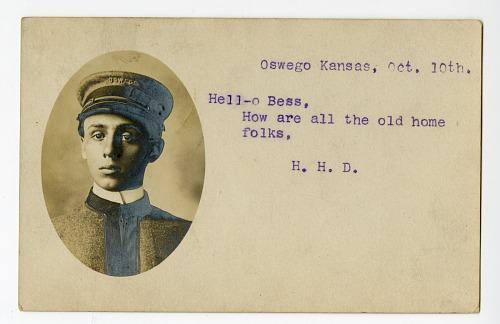 OSWEGO
Oswego Kansas, Oct. 10th.
Hell-o Bess,
How are all the old home
folks,
H. H. D.